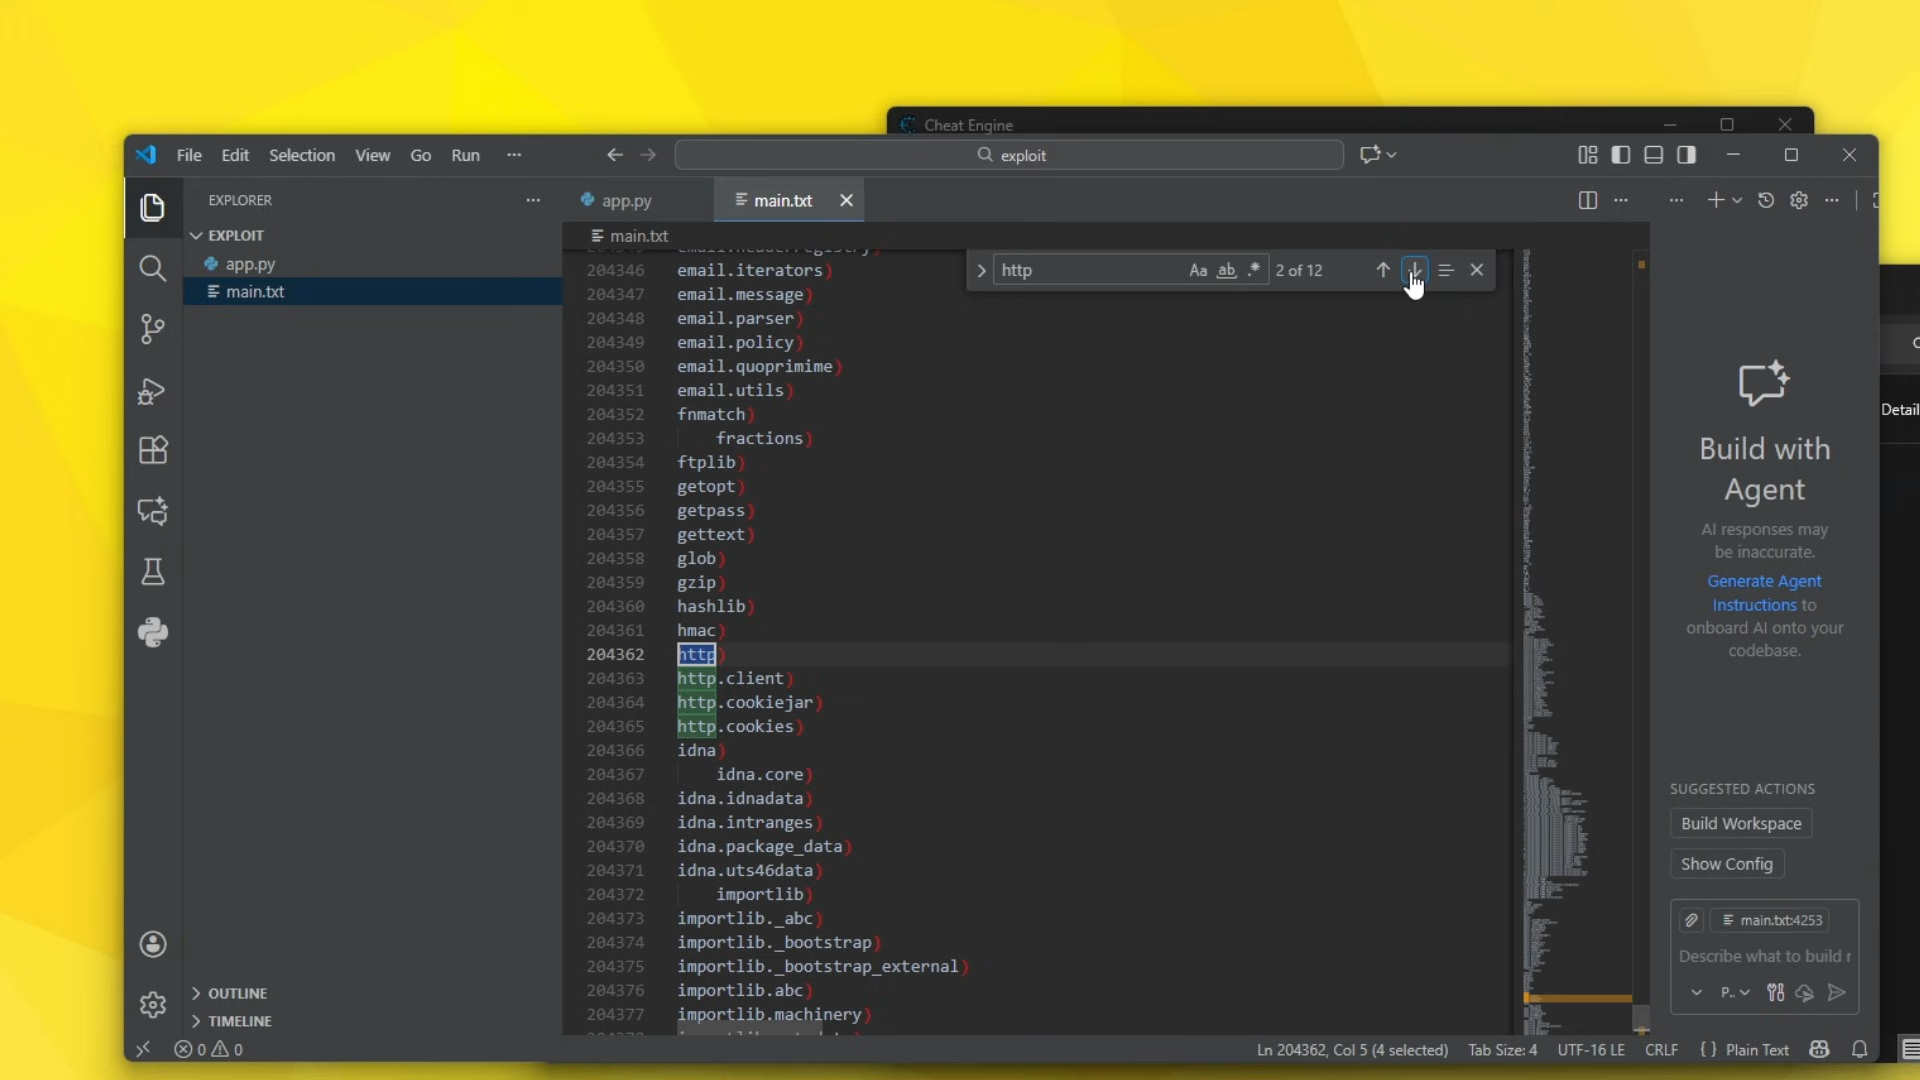 Cheat Engine
File Edit Selection View Go Run ···
exploit
EXPLORER
app.py
main.txt
EXPLOIT
app.py
main.txt
main.txt
http
Aa ab .*
2 of 12
204346 email.iterators)
204347 email.message)
204348 email.parser)
204349 email.policy)
204350 email.quoprimime)
204351 email.utils)
204352 fnmatch)
204353 fractions)
204354 ftplib)
204355 getopt)
204356 getpass)
204357 gettext)
204358 glob)
204359 gzip)
204360 hashlib)
204361 hmac)
204362 http)
204363 http.client)
204364 http.cookiejar)
204365 http.cookies)
204366 idna)
204367 idna.core)
204368 idna.idnadata)
204369 idna.intranges)
204370 idna.package_data)
204371 idna.uts46data)
204372 importlib)
204373 importlib._abc)
204374 importlib._bootstrap)
204375 importlib._bootstrap_external)
204376 importlib.abc)
204377 importlib.machinery)
Detail
Build with
Agent
AI responses may
be inaccurate.
Generate Agent
Instructions to
onboard AI onto your
codebase.
SUGGESTED ACTIONS
Build Workspace
Show Config
main.txt:4253
Describe what to build
P..
OUTLINE
TIMELINE
0 0
Ln 204362, Col 5 (4 selected)
Tab Size: 4
UTF-16 LE
CRLF
{ } Plain Text